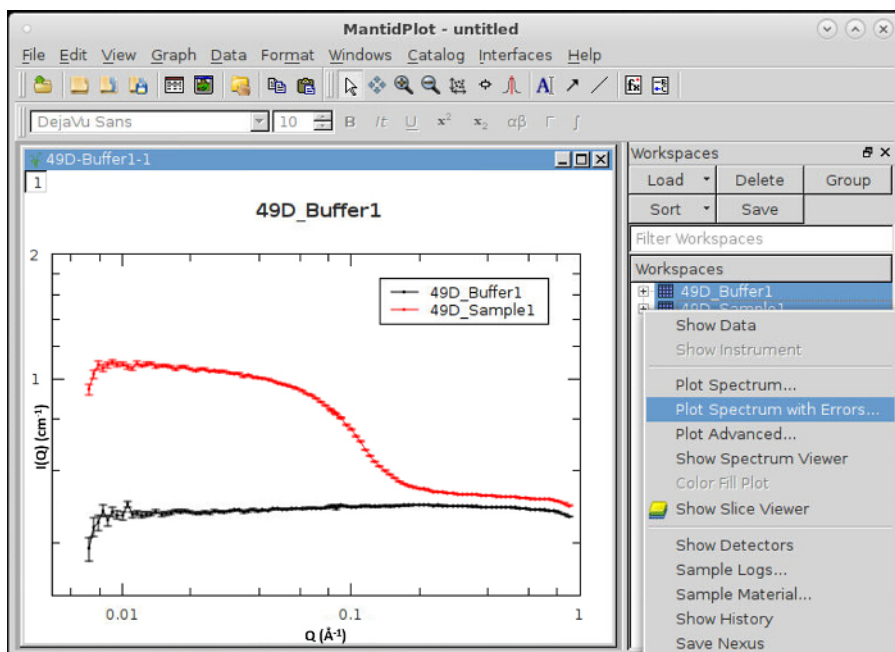 MantidPlot - untitled
File Edit View Graph Data Format Windows Catalog Interfaces Help
DejaVu Sans 10 B It U x² x₂ αβ Γ ∫
49D-Buffer1-1
1
49D_Buffer1
2
1
I(Q) (cm⁻¹)
49D_Buffer1
49D_Sample1
0.01 0.1 1
Q (Å⁻¹)
Workspaces
Load Delete Group
Sort Save
Filter Workspaces
Workspaces
49D_Buffer1
49D_Sample1
Show Data
Show Instrument
Plot Spectrum...
Plot Spectrum with Errors...
Plot Advanced...
Show Spectrum Viewer
Color Fill Plot
Show Slice Viewer
Show Detectors
Sample Logs...
Sample Material...
Show History
Save Nexus